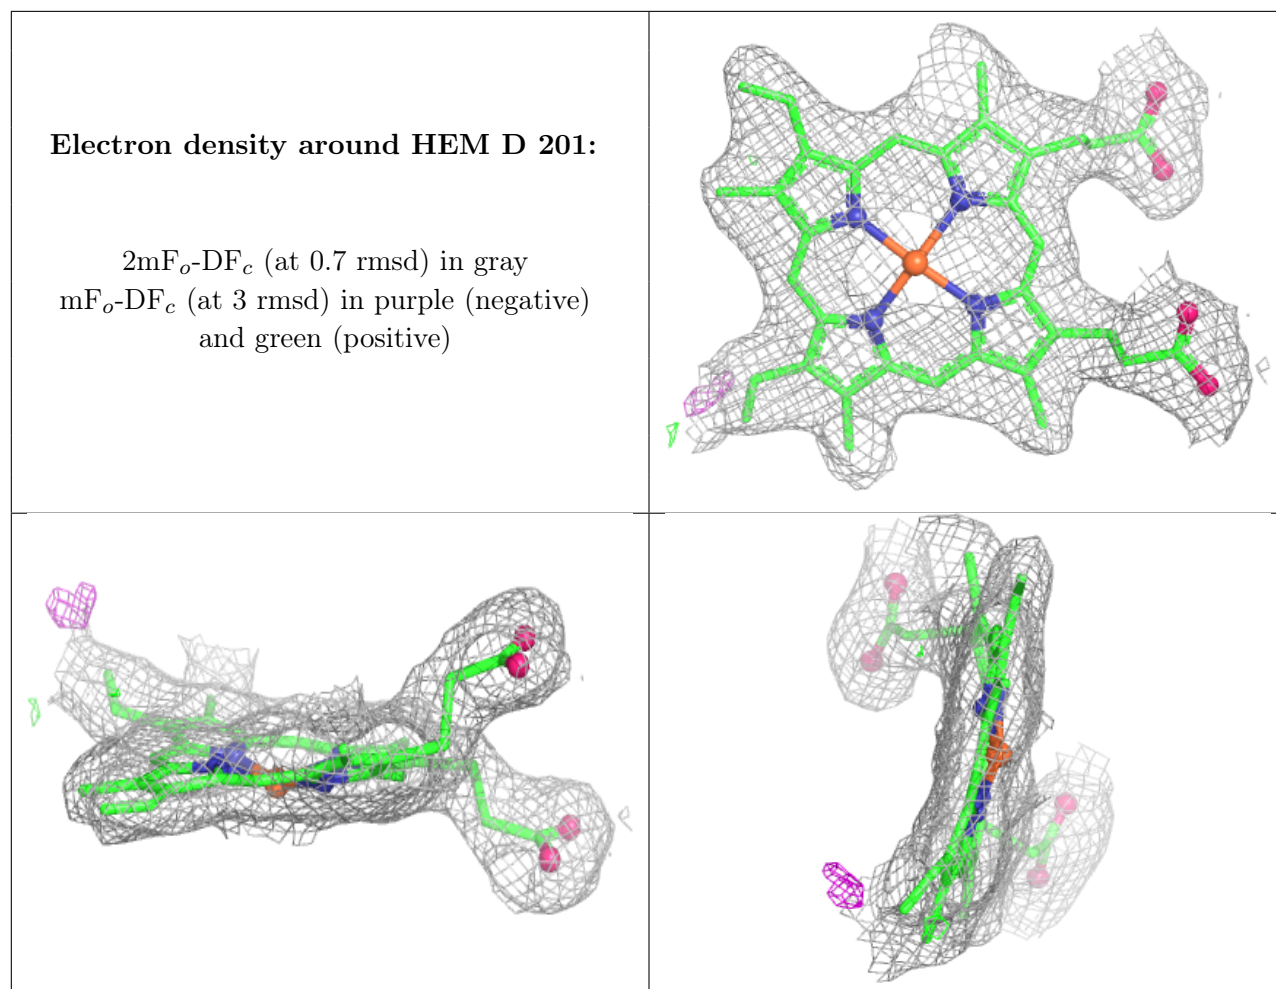 Electron density around HEM D 201:
2mFo-DFc (at 0.7 rmsd) in gray
mFo-DFc (at 3 rmsd) in purple (negative)
and green (positive)